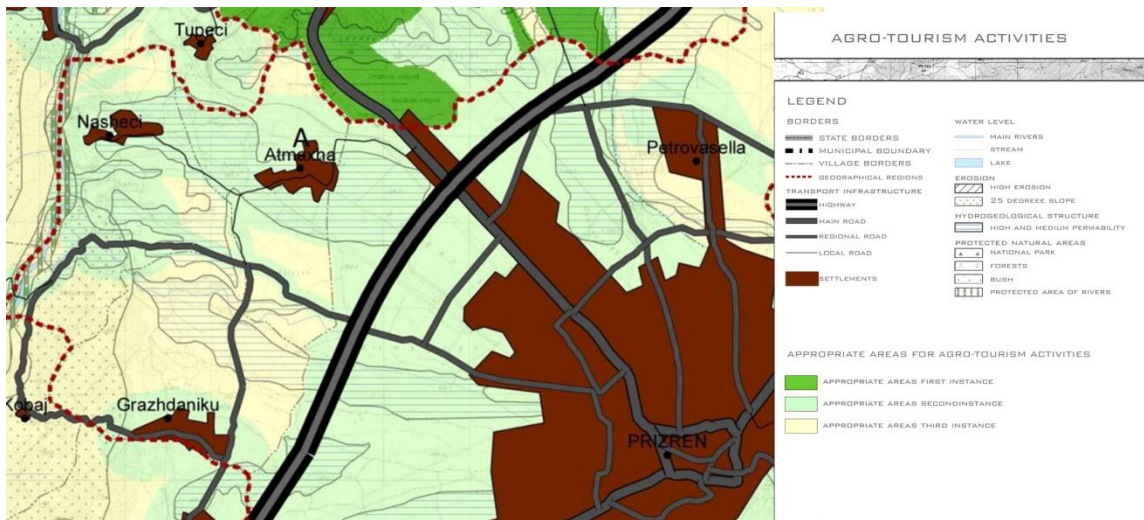 Tupeci
Nasheci
A
Atmexha
Petrovasella
Kobaj
Grazhdaniku
PRIZREN
AGRO-TOURISM ACTIVITIES
LEGEND
BORDERS
STATE BORDERS
MUNICIPAL BOUNDARY
VILLAGE BORDERS
GEOGRAPHICAL REGIONS
TRANSPORT INFRASTRUCTURE
HIGHWAY
MAIN ROAD
REGIONAL ROAD
LOCAL ROAD
SETTLEMENTS
WATER LEVEL
MAIN RIVERS
STREAM
LAKE
EROSION
HIGH EROSION
25 DEGREEE SLOPE
HYDROGEOLOGICAL STRUCTURE
HIGH AND MEDIUM PERMABILITY
PROTECTED NATURAL AREAS
NATIONAL PARK
FORESTS
BUSH
PROTECTED AREA OF RIVERS
APPROPRIATE AREAS FOR AGRO-TOURISM ACTIVITIES
APPROPRIATE AREAS FIRST INSTANCE
APPROPRIATE AREAS SECONDINSTANCE
APPROPRIATE AREAS THIRD INSTANCE